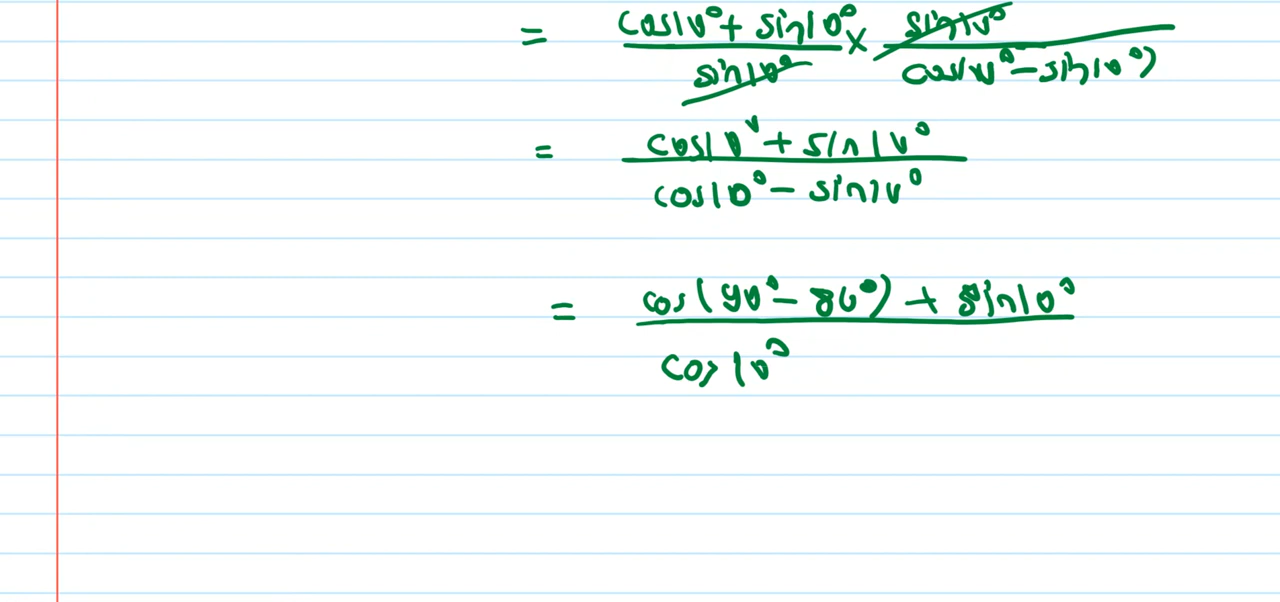 = (cos10° + sin10°)/sin10° × sin10°/(cos10° - sin10°)
= (cos10° + sin10°)/(cos10° - sin10°)
= (cos(90° - 80°) + sin10°)/cos10°